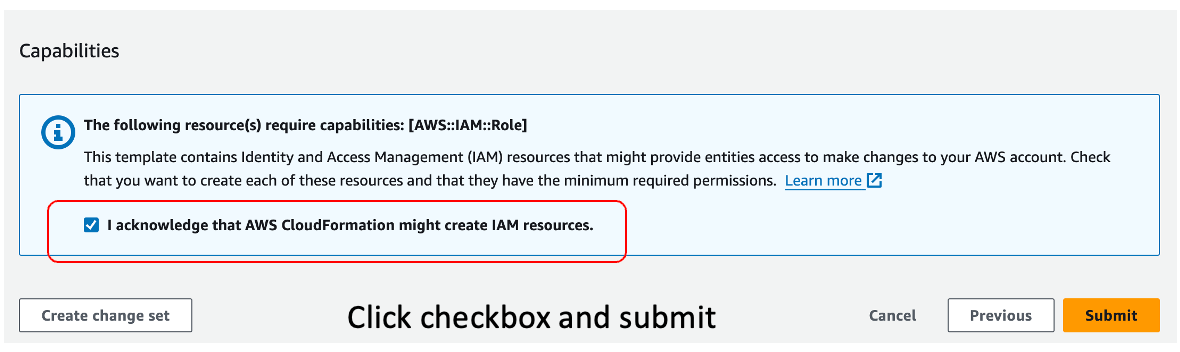 Capabilities
The following resource(s) require capabilities: [AWS::IAM::Role]
This template contains Identity and Access Management (IAM) resources that might provide entities access to make changes to your AWS account. Check
that you want to create each of these resources and that they have the minimum required permissions. Learn more
I acknowledge that AWS CloudFormation might create IAM resources.
Create change set
Click checkbox and submit
Cancel
Previous
Submit